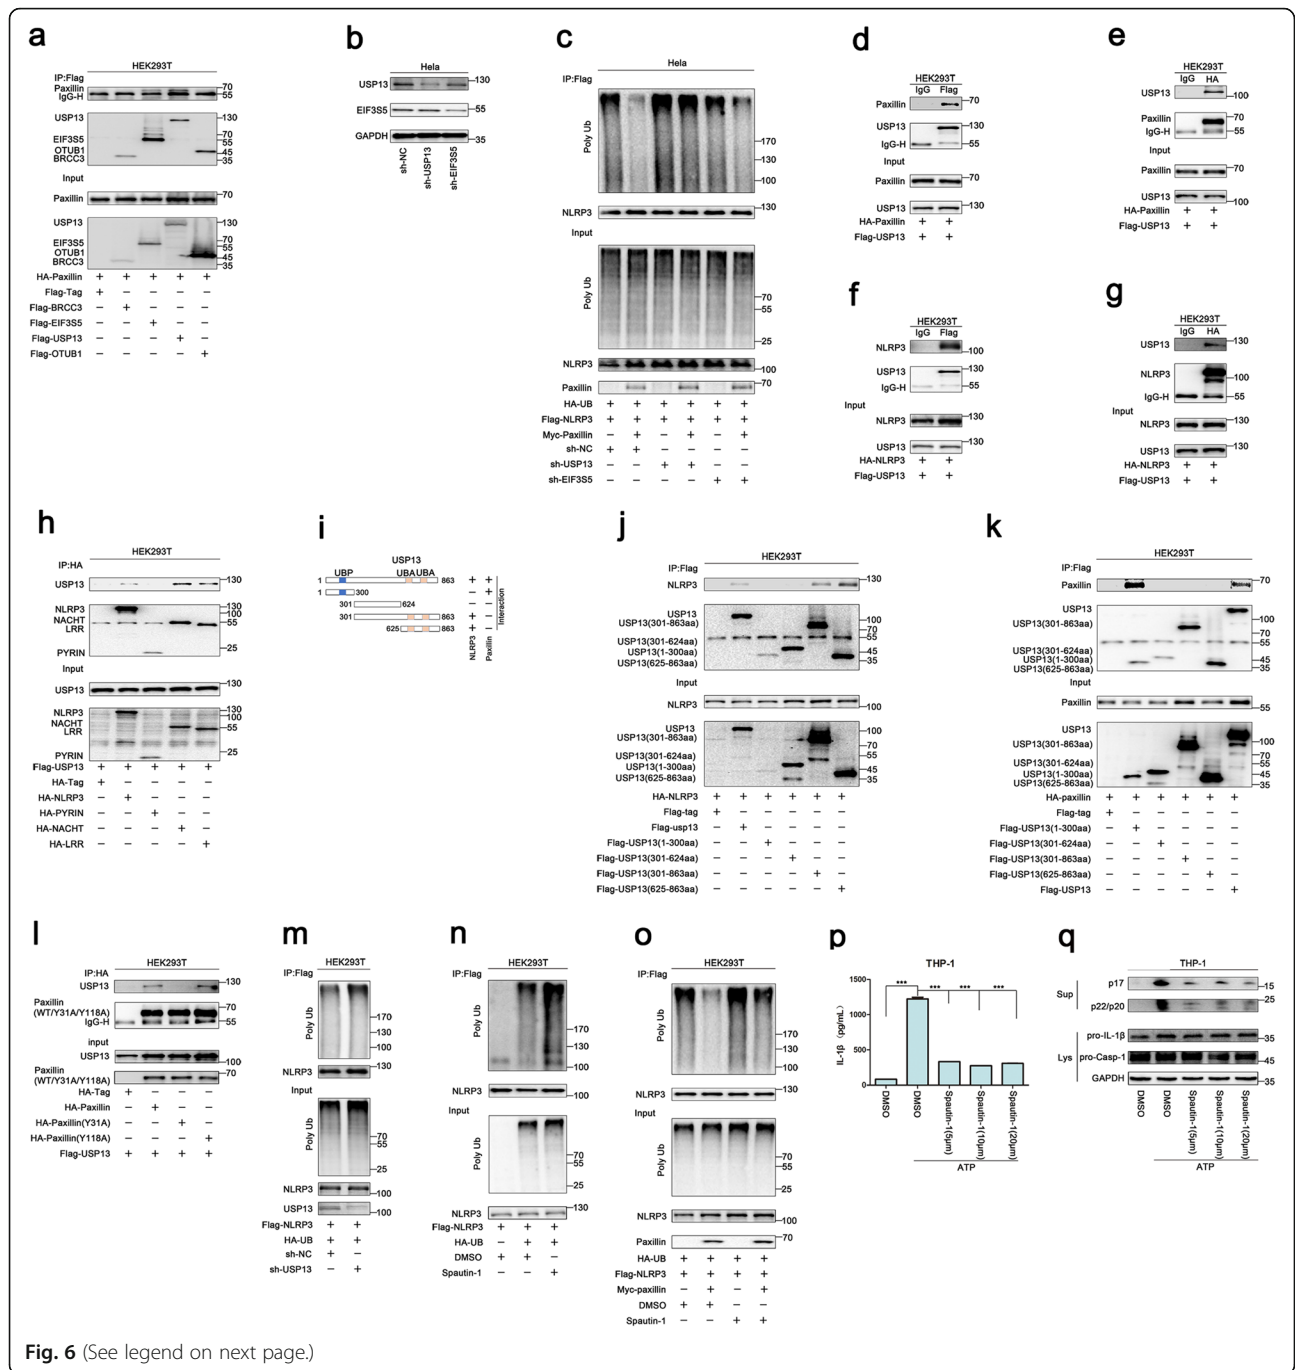 a
HEK293T
IP:Flag
Paxillin
IgG-H
70
55
USP13
EIF3S5
OTUB1
BRCC3
130
70
55
45
35
Input
Paxillin
70
USP13
EIF3S5
OTUB1
BRCC3
130
70
55
45
35
HA-Paxillin + + + + +
Flag-Tag + − − − −
Flag-BRCC3 − + − − −
Flag-EIF3S5 − − + − −
Flag-USP13 − − − + −
Flag-OTUB1 − − − − +
b
Hela
USP13 130
EIF3S5 55
GAPDH 35
sh-NC
sh-USP13
sh-EIF3S5
c
Hela
IP:Flag
Poly Ub
170
130
100
NLRP3 130
Input
Poly Ub
70
55
25
NLRP3 100
Paxillin 70
HA-UB + + + + + +
Flag-NLRP3 + + + + + +
Myc-Paxillin − + − + − +
sh-NC + + − − − −
sh-USP13 − − + + − −
sh-EIF3S5 − − − − + +
d
HEK293T
IgG Flag
Paxillin 70
USP13 130
IgG-H 55
Input
Paxillin 70
USP13 130
HA-Paxillin + +
Flag-USP13 + +
e
HEK293T
IgG HA
USP13 100
Paxillin 70
IgG-H 55
Input
Paxillin 70
USP13 100
HA-Paxillin + +
Flag-USP13 + +
f
HEK293T
IgG Flag
NLRP3 100
USP13 130
IgG-H 55
Input
NLRP3 130
USP13 130
HA-NLRP3 + +
Flag-USP13 + +
g
HEK293T
IgG HA
USP13 130
NLRP3 100
IgG-H 55
Input
NLRP3 130
USP13 130
HA-NLRP3 + +
Flag-USP13 + +
h
HEK293T
IP:HA
USP13 130
NLRP3
NACHT
LRR
PYRIN
130
100
55
25
Input
USP13 130
NLRP3
NACHT
LRR
PYRIN
130
100
55
25
Flag-USP13 + + + + +
HA-Tag + − − − −
HA-NLRP3 − + − − −
HA-PYRIN − − + − −
HA-NACHT − − − + −
HA-LRR − − − − +
i
USP13
UBP UBA UBA
1 863 + +
1 300 − +
301 624 − −
301 863 + −
625 863 + −
NLRP3
Paxillin
Interaction
j
HEK293T
IP:Flag
NLRP3 130
USP13
USP13(301-863aa)
USP13(301-624aa)
USP13(1-300aa)
USP13(625-863aa)
100
70
55
45
35
Input
NLRP3 100
USP13
USP13(301-863aa)
USP13(301-624aa)
USP13(1-300aa)
USP13(625-863aa)
100
70
55
45
35
HA-NLRP3 + + + + + +
Flag-tag + − − − − −
Flag-usp13 − + − − − −
Flag-USP13(1-300aa) − − + − − −
Flag-USP13(301-624aa) − − − + − −
Flag-USP13(301-863aa) − − − − + −
Flag-USP13(625-863aa) − − − − − +
k
HEK293T
IP:Flag
Paxillin 70
USP13
USP13(301-863aa)
USP13(301-624aa)
USP13(1-300aa)
USP13(625-863aa)
100
70
55
45
35
Input
Paxillin 55
USP13
USP13(301-863aa)
USP13(301-624aa)
USP13(1-300aa)
USP13(625-863aa)
100
70
55
45
35
HA-paxillin + + + + + +
Flag-tag + − − − − −
Flag-USP13(1-300aa) − + − − − −
Flag-USP13(301-624aa) − − + − − −
Flag-USP13(301-863aa) − − − + − −
Flag-USP13(625-863aa) − − − − + −
Flag-USP13 − − − − − +
l
HEK293T
IP:HA
USP13 130
Paxillin
(WT/Y31A/Y118A)
IgG-H
70
55
input
USP13 100
Paxillin
(WT/Y31A/Y118A)
70
HA-Tag + − − −
HA-Paxillin − + − −
HA-Paxillin(Y31A) − − + −
HA-Paxillin(Y118A) − − − +
Flag-USP13 + + + +
m
HEK293T
IP:Flag
Poly Ub
170
130
100
NLRP3 130
Input
Poly Ub
70
55
25
NLRP3 100
USP13 100
Flag-NLRP3 + +
HA-UB + +
sh-NC + −
sh-USP13 − +
n
HEK293T
IP:Flag
Poly Ub
170
130
100
NLRP3 100
Input
Poly Ub
70
55
25
NLRP3 130
Flag-NLRP3 + + +
HA-UB − + +
DMSO + + −
Spautin-1 − − +
o
HEK293T
IP:Flag
Poly Ub
170
130
100
NLRP3 130
Input
Poly Ub
70
55
25
NLRP3 100
Paxillin 70
HA-UB + + + +
Flag-NLRP3 + + + +
Myc-paxillin − + − +
DMSO + + − −
Spautin-1 − − + +
p
THP-1
IL-1β (pg/mL)
1500
1000
500
0
*** *** *** ***
DMSO
DMSO
Spautin-1(5μm)
Spautin-1(10μm)
Spautin-1(20μm)
ATP
q
THP-1
Sup
p17 15
p22/p20 25
Lys
pro-IL-1β 35
pro-Casp-1 45
GAPDH 35
DMSO
DMSO
Spautin-1(5μm)
Spautin-1(10μm)
Spautin-1(20μm)
ATP
Fig. 6 (See legend on next page.)